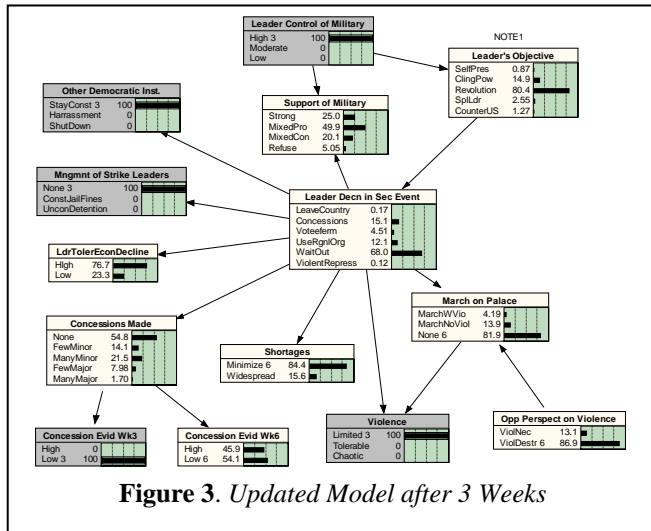 Leader Control of Military
High 3 100
Moderate 0
Low 0
NOTE1
Leader's Objective
SelfPres 0.87
ClingPow 14.9
Revolution 80.4
SplLdr 2.55
CounterUS 1.27
Other Democratic Inst.
StayConst 3 100
Harrassment 0
ShutDown 0
Support of Military
Strong 25.0
MixedPro 49.9
MixedCon 20.1
Refuse 5.05
Mngmnt of Strike Leaders
None 3 100
ConstJailFines 0
UnconDetention 0
Leader Decn in Sec Event
LeaveCountry 0.17
Concessions 15.1
Voteeferm 4.51
UseRgnlOrg 12.1
WaitOut 68.0
ViolentRepress 0.12
LdrTolerEconDecline
HIgh 76.7
Low 23.3
March on Palace
MarchWVio 4.19
MarchNoViol 13.9
None 6 81.9
Concessions Made
None 54.8
FewMinor 14.1
ManyMinor 21.5
FewMajor 7.98
ManyMajor 1.70
Shortages
Minimize 6 84.4
Widespread 15.6
Concession Evid Wk3
High 0
Low 3 100
Concession Evid Wk6
High 45.9
Low 6 54.1
Violence
Limited 3 100
Tolerable 0
Chaotic 0
Opp Perspect on Violence
ViolNec 13.1
ViolDestr 6 86.9
Figure 3. Updated Model after 3 Weeks